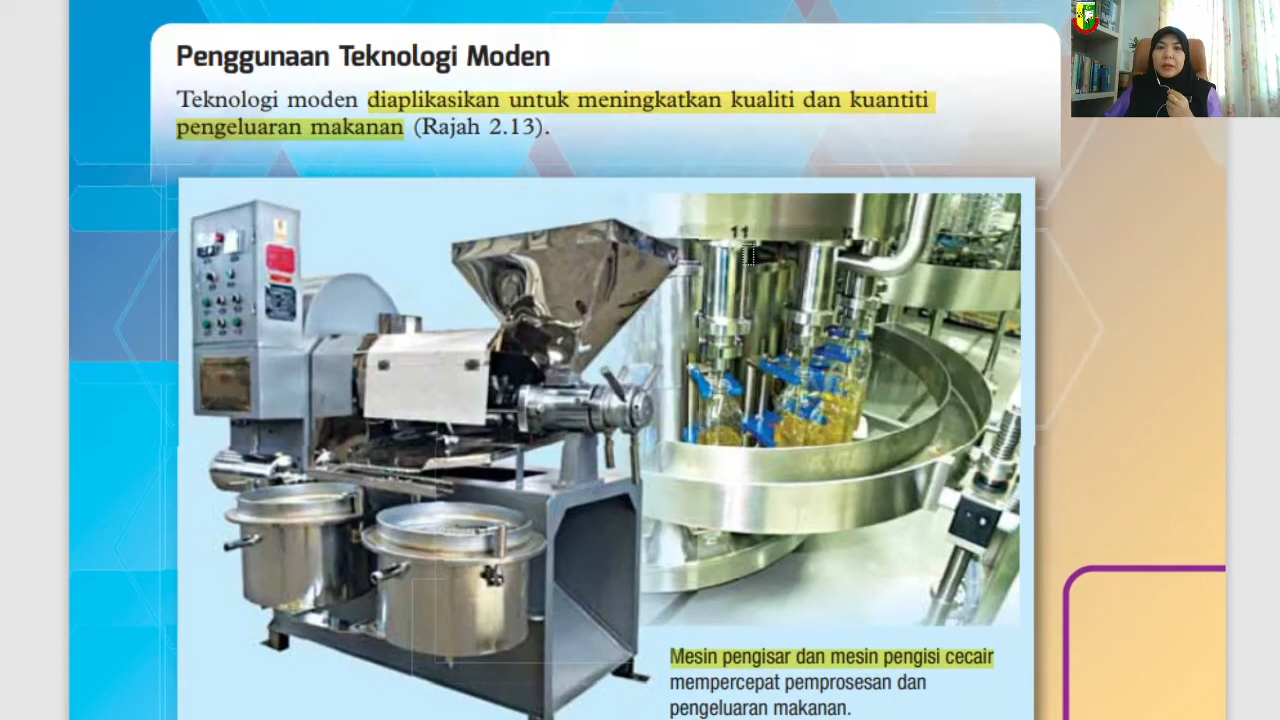 Penggunaan Teknologi Moden
Teknologi moden diaplikasikan untuk meningkatkan kualiti dan kuantiti
pengeluaran makanan (Rajah 2.13).
11
Mesin pengisar dan mesin pengisi cecair
mempercepat pemprosesan dan
pengeluaran makanan.